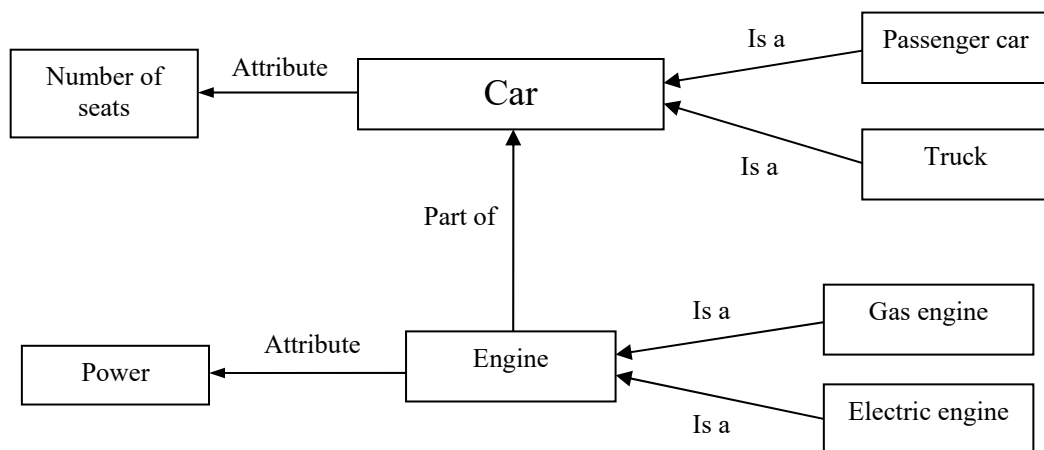 Passenger car
Is a
Number of
seats
Attribute
Car
Truck
Is a
Part of
Gas engine
Is a
Attribute
Engine
Power
Electric engine
Is a